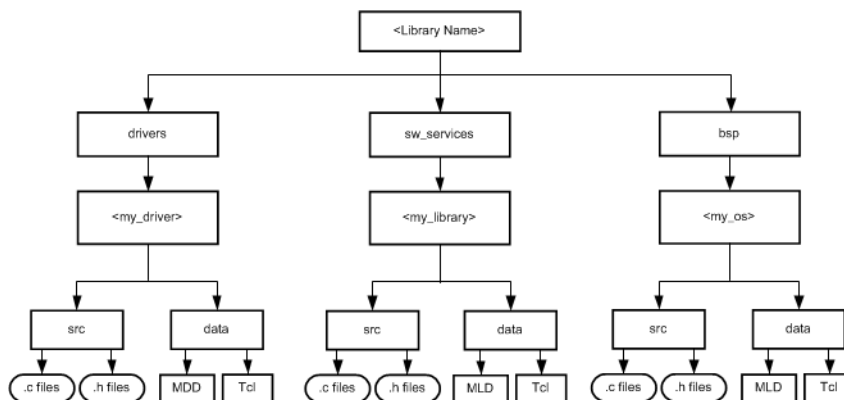 <Library Name>
drivers
sw_services
bsp
<my_driver>
<my_library>
<my_os>
src
data
src
data
src
data
.c files
.h files
MDD
Tcl
.c files
.h files
MLD
Tcl
.c files
.h files
MLD
Tcl